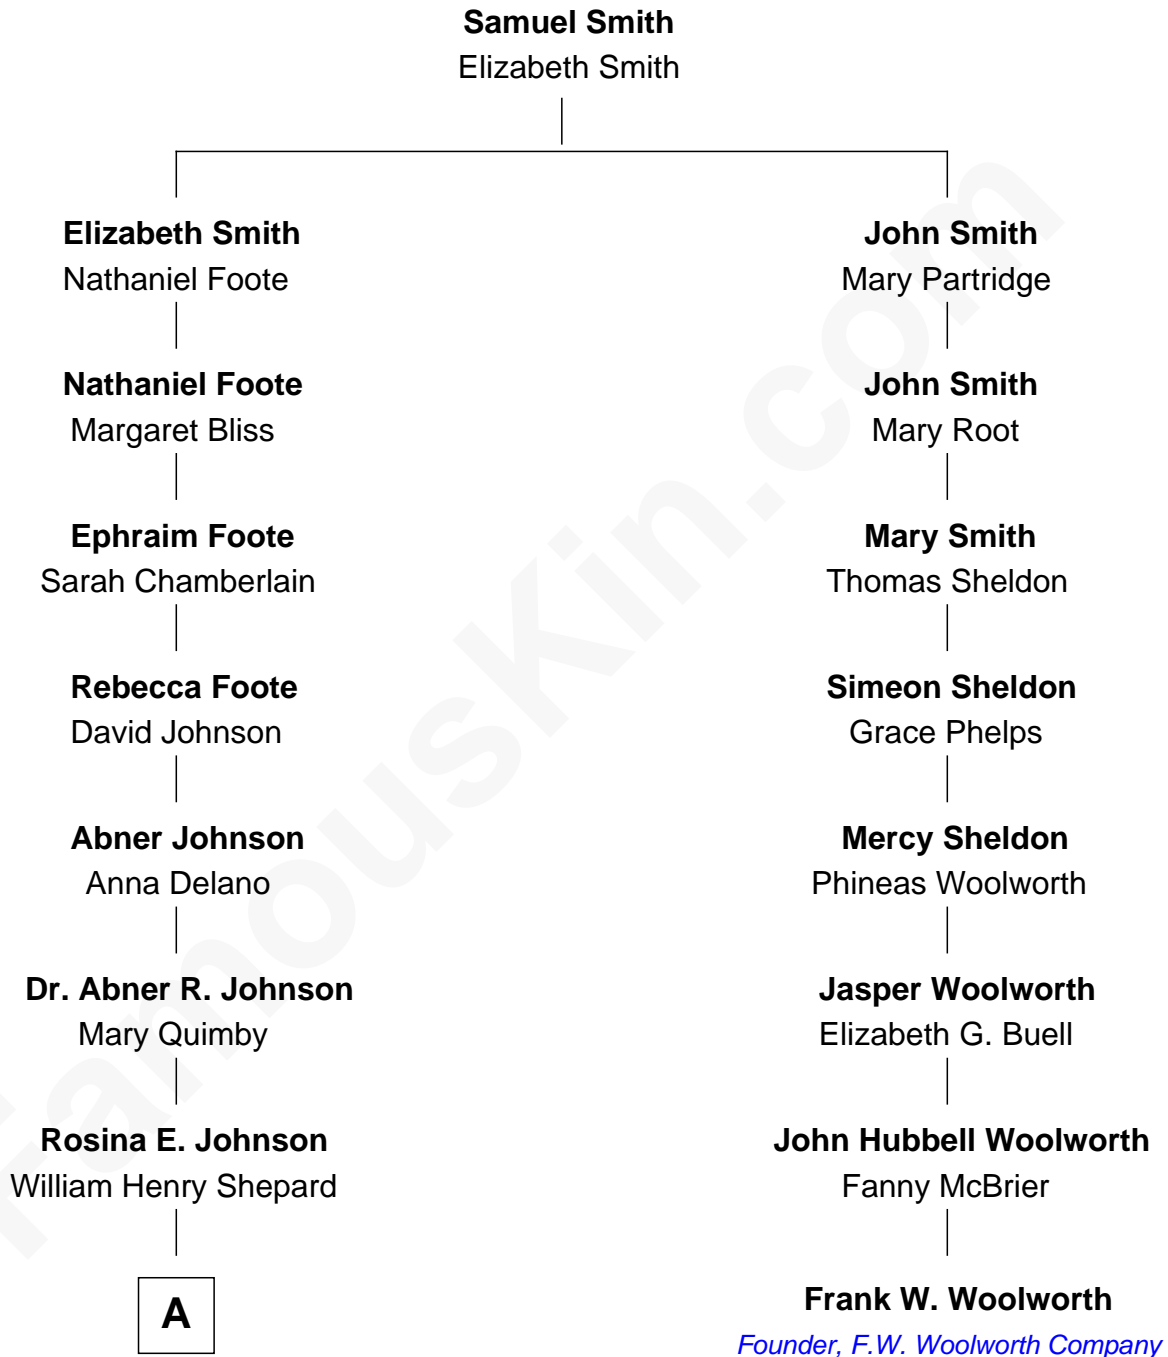 Samuel Smith
Elizabeth Smith
Elizabeth Smith
Nathaniel Foote
John Smith
Mary Partridge
Nathaniel Foote
Margaret Bliss
John Smith
Mary Root
Ephraim Foote
Sarah Chamberlain
Mary Smith
Thomas Sheldon
Rebecca Foote
David Johnson
Simeon Sheldon
Grace Phelps
Abner Johnson
Anna Delano
Mercy Sheldon
Phineas Woolworth
Dr. Abner R. Johnson
Mary Quimby
Jasper Woolworth
Elizabeth G. Buell
Rosina E. Johnson
William Henry Shepard
John Hubbell Woolworth
Fanny McBrier
A
Frank W. Woolworth
Founder, F.W. Woolworth Company
FamousKin.com